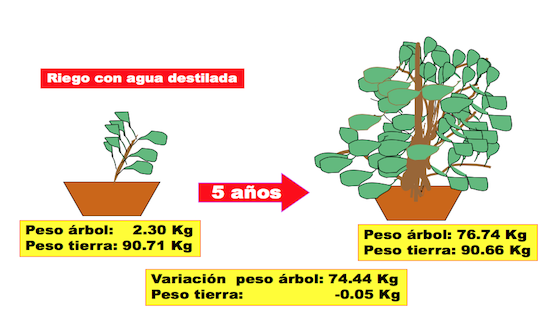 Riego con agua destilada
5 años
Peso árbol: 2.30 Kg
Peso tierra: 90.71 Kg
Peso árbol: 76.74 Kg
Peso tierra: 90.66 Kg
Variación peso árbol: 74.44 Kg
Peso tierra: -0.05 Kg